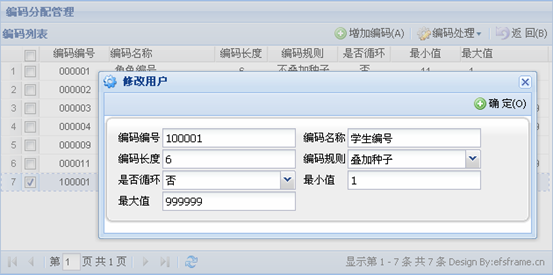 编码分配管理
编码列表 增加编码(A) 编码处理 返 回(B)
编码编号 编码名称 编码长度 编码规则 是否循环 最小值 最大值
1 000001 角色编号 6 不叠加种子 否 11 1
2 000002
3 000003
4 000004
5 000009
6 000011
7 100001
修改用户
确 定(O)
编码编号 100001 编码名称 学生编号
编码长度 6 编码规则 叠加种子
是否循环 否 最小值 1
最大值 999999
第 1 页 共 1 页 显示第 1 - 7 条 共 7 条 Design By:efsframe.cn